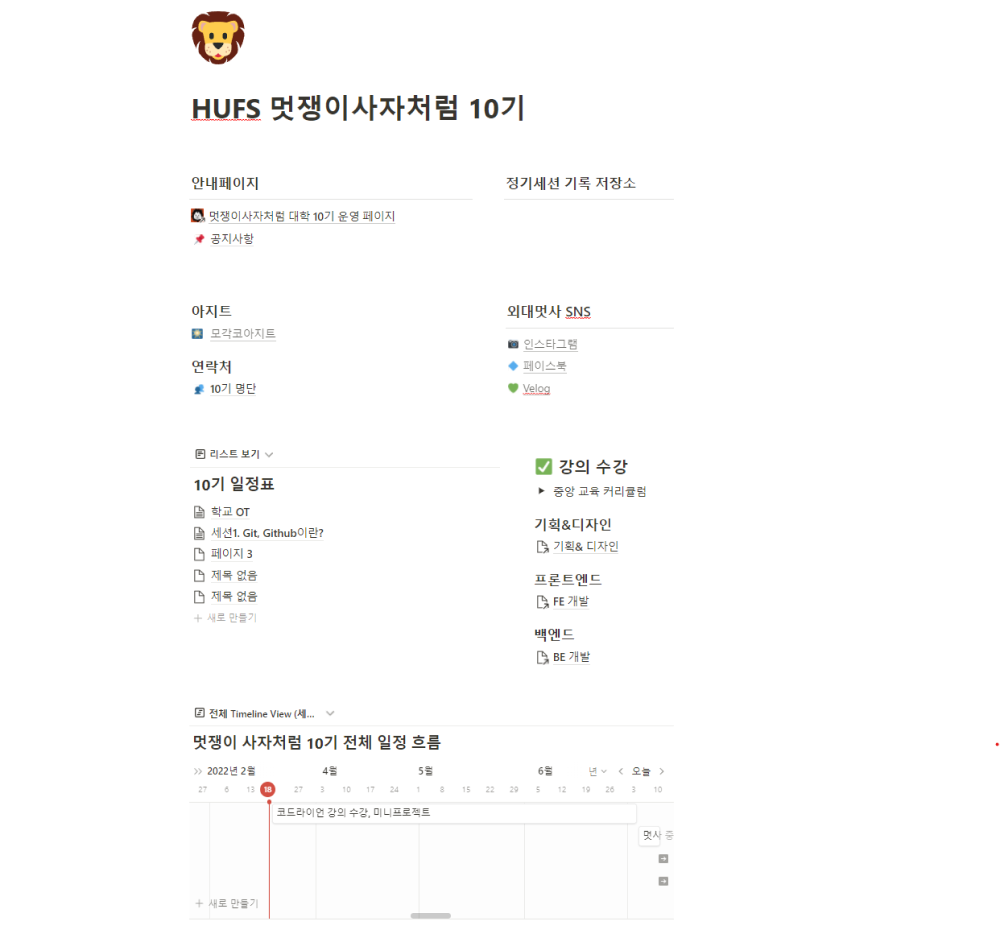 HUFS 멋쟁이사자처럼 10기
안내페이지
멋쟁이사자처럼 대학 10기 운영 페이지
공지사항
정기세션 기록 저장소
아지트
모각코아지트
연락처
10기 명단
외대멋사 SNS
인스타그램
페이스북
Velog
리스트 보기
10기 일정표
학교 OT
세션1. Git, Github이란?
페이지 3
제목 없음
제목 없음
+ 새로 만들기
강의 수강
중앙 교육 커리큘럼
기획&디자인
기획& 디자인
프론트엔드
FE 개발
백엔드
BE 개발
전체 Timeline View (세...
멋쟁이 사자처럼 10기 전체 일정 흐름
2022년 2월 4월 5월 6월 년 오늘
27 6 13 18 27 3 10 17 24 1 8 15 22 29 5 12 19 26 3 10
코드라이언 강의 수강, 미니프로젝트
멋사 중
+ 새로 만들기